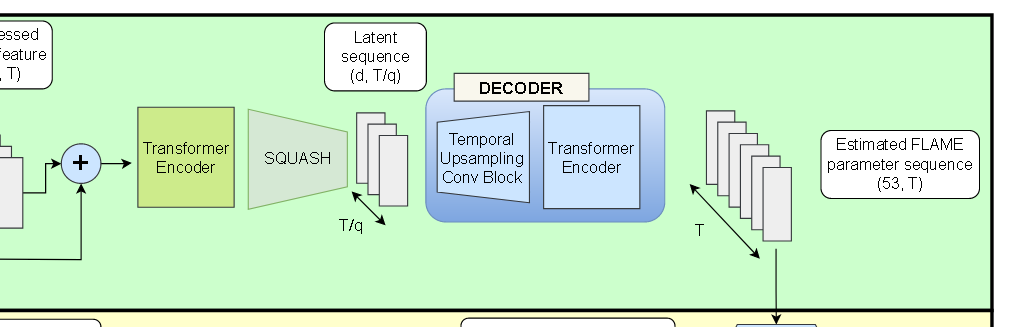 essed
feature
, T)
Latent
sequence
(d, T/q)
DECODER
+
Transformer
Encoder
SQUASH
Temporal
Upsampling
Conv Block
Transformer
Encoder
Estimated FLAME
parameter sequence
(53, T)
T/q
T